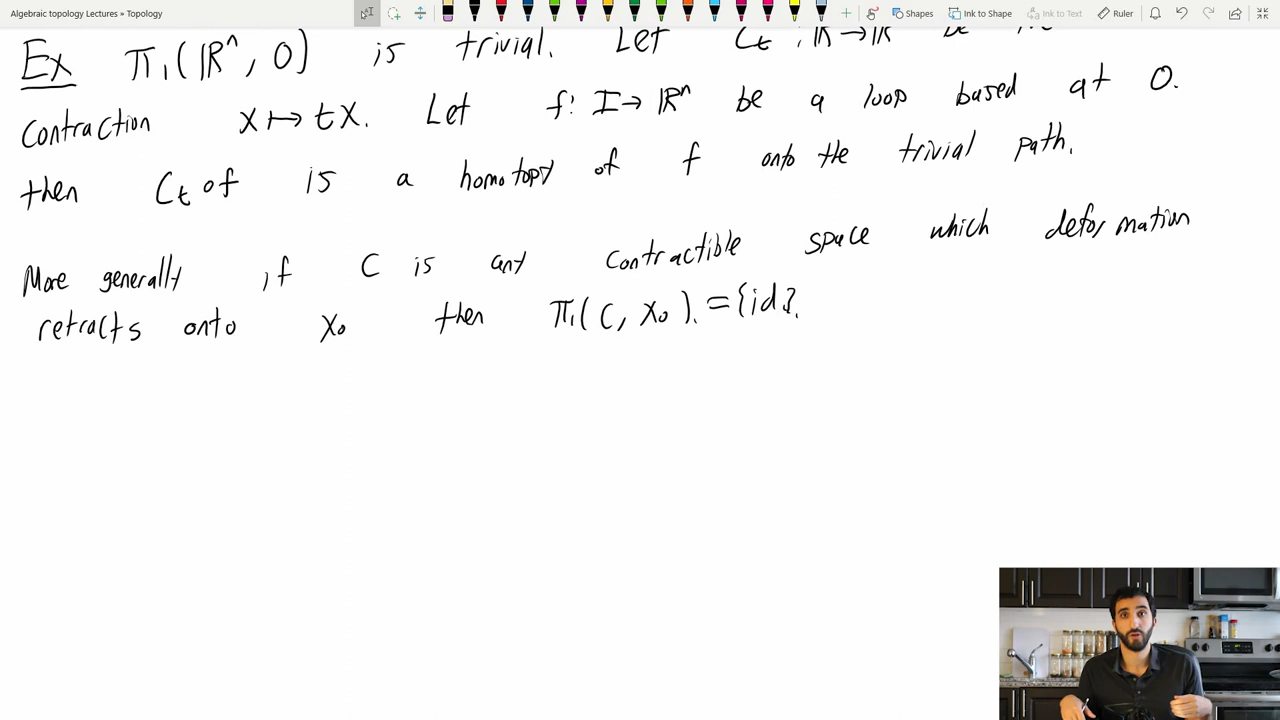 Algebraic topology Lectures – Topology
Shapes Ink to Shape Ink to Text Ruler
Ex π₁(ℝⁿ, 0) is trivial. Let Cₜ : ℝ→ℝ be
Contraction x ↦ tx. Let f: I→ℝⁿ be a loop based at 0.
then Cₜ∘f is a homotopy of f onto the trivial path.
More generally if C is any contractible space which deformation
retracts onto x₀ then π₁(C, x₀). = {id}.